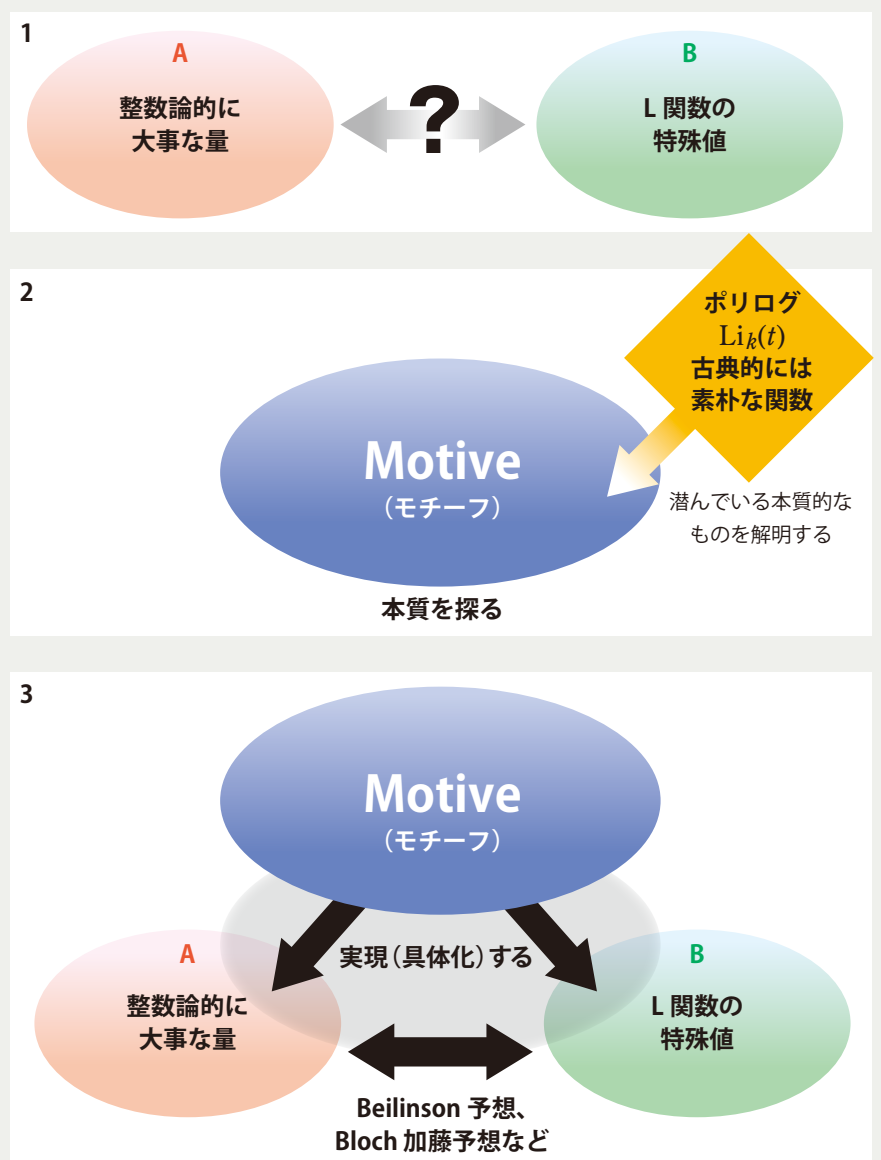 1
A
整数論的に
大事な量
?
B
L 関数の
特殊値
2
ポリログ
Lik(t)
古典的には
素朴な関数
Motive
（モチーフ）
潜んでいる本質的な
ものを解明する
本質を探る
3
Motive
（モチーフ）
実現（具体化）する
A
整数論的に
大事な量
B
L 関数の
特殊値
Beilinson 予想、
Bloch 加藤予想など